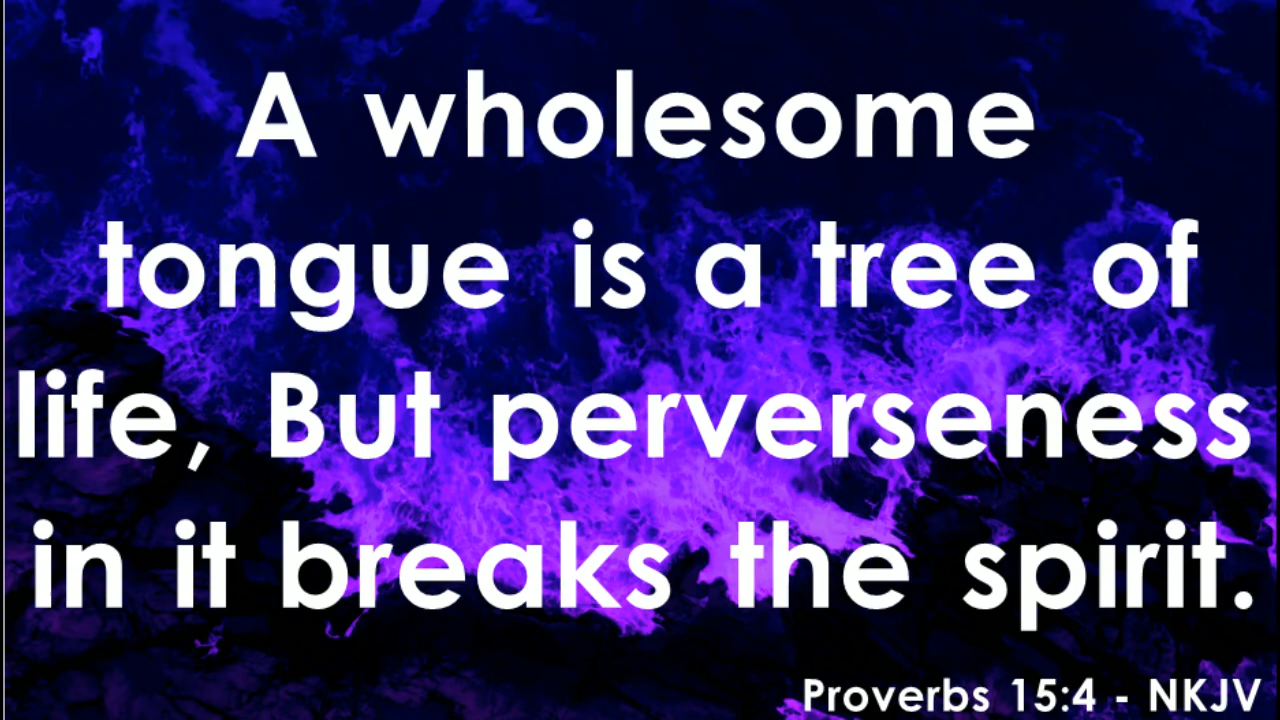 A wholesome
tongue is a tree of
life, But perverseness
in it breaks the spirit.
Proverbs 15:4 - NKJV